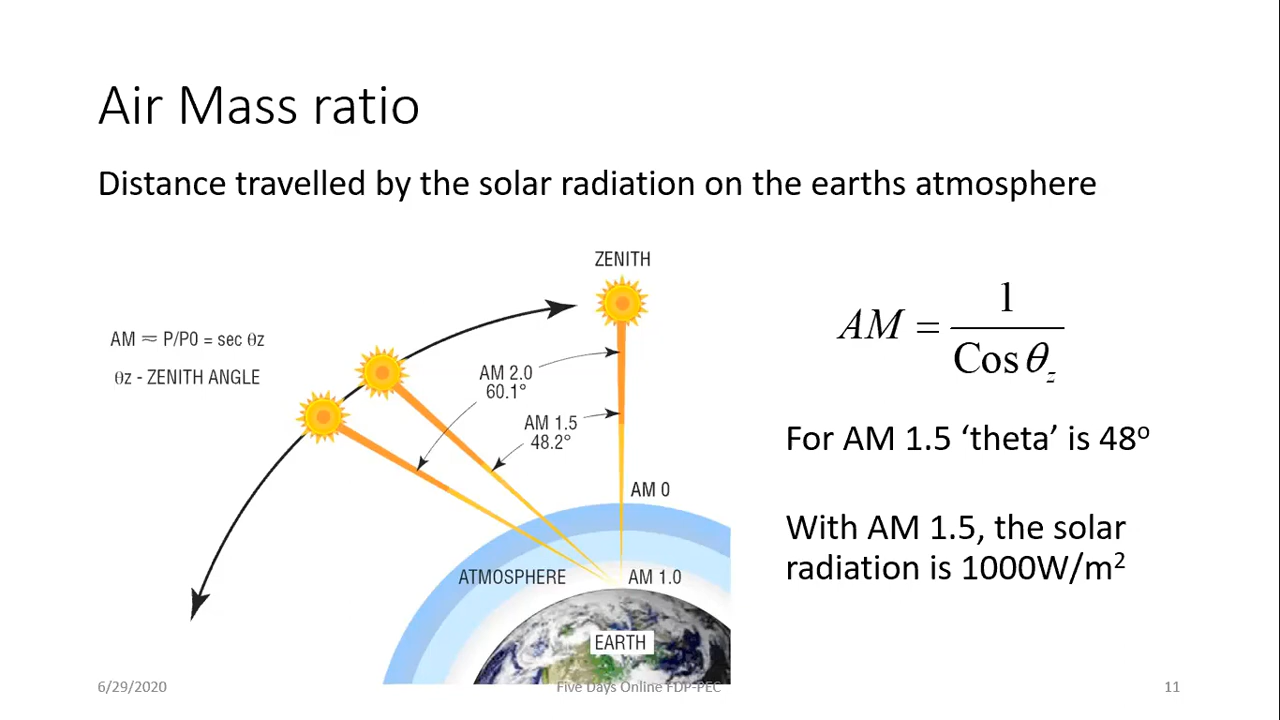 Air Mass ratio
Distance travelled by the solar radiation on the earths atmosphere
ZENITH
AM ≈ P/P0 = sec θz
θz - ZENITH ANGLE
AM 2.0
60.1°
AM 1.5
48.2°
AM 0
ATMOSPHERE
AM 1.0
EARTH
AM = 1 / Cos θz
For AM 1.5 ‘theta’ is 48º
With AM 1.5, the solar
radiation is 1000W/m²
6/29/2020
Five Days Online FDP-PEC
11